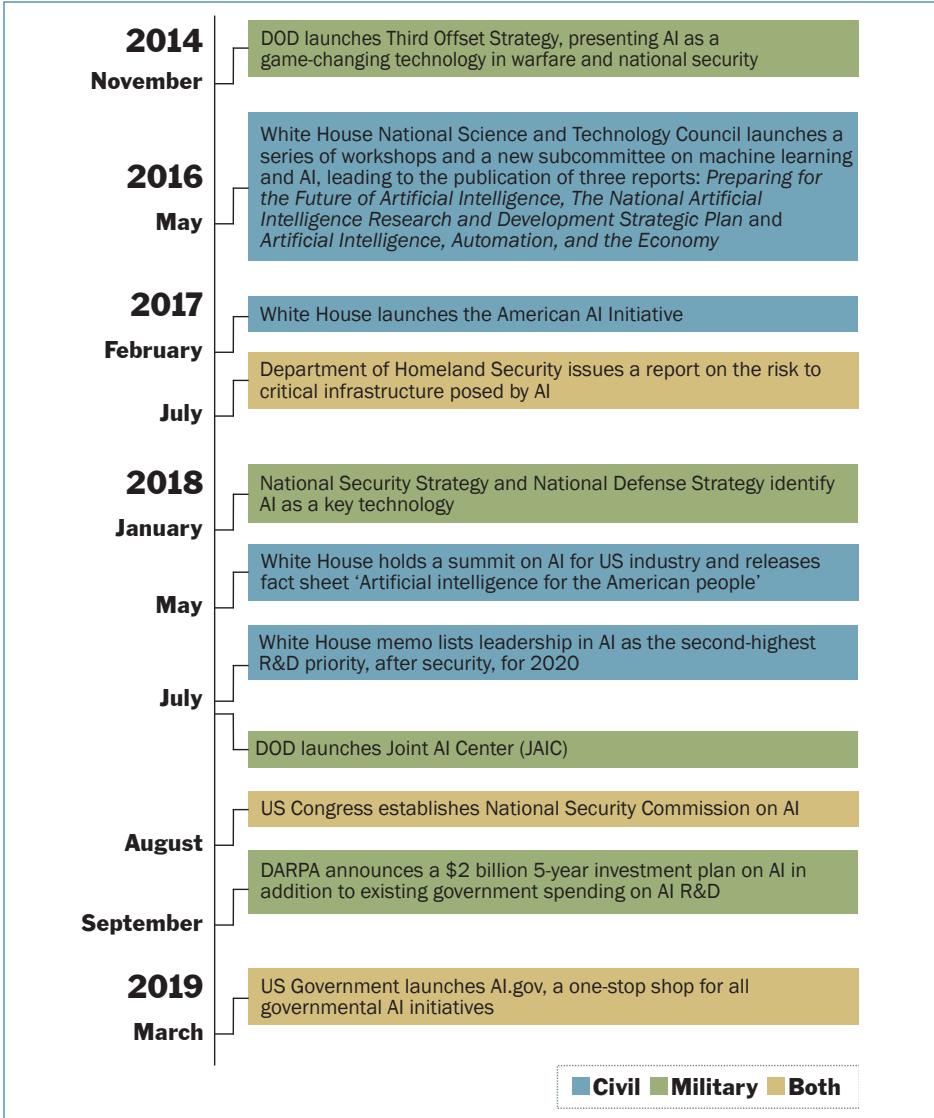 2014
November
DOD launches Third Offset Strategy, presenting AI as a
game-changing technology in warfare and national security
2016
May
White House National Science and Technology Council launches a
series of workshops and a new subcommittee on machine learning
and AI, leading to the publication of three reports: Preparing for
the Future of Artificial Intelligence, The National Artificial
Intelligence Research and Development Strategic Plan and
Artificial Intelligence, Automation, and the Economy
2017
February
White House launches the American AI Initiative
July
Department of Homeland Security issues a report on the risk to
critical infrastructure posed by AI
2018
January
National Security Strategy and National Defense Strategy identify
AI as a key technology
May
White House holds a summit on AI for US industry and releases
fact sheet ‘Artificial intelligence for the American people’
July
White House memo lists leadership in AI as the second-highest
R&D priority, after security, for 2020
DOD launches Joint AI Center (JAIC)
August
US Congress establishes National Security Commission on AI
September
DARPA announces a $2 billion 5-year investment plan on AI in
addition to existing government spending on AI R&D
2019
March
US Government launches AI.gov, a one-stop shop for all
governmental AI initiatives
Civil Military Both